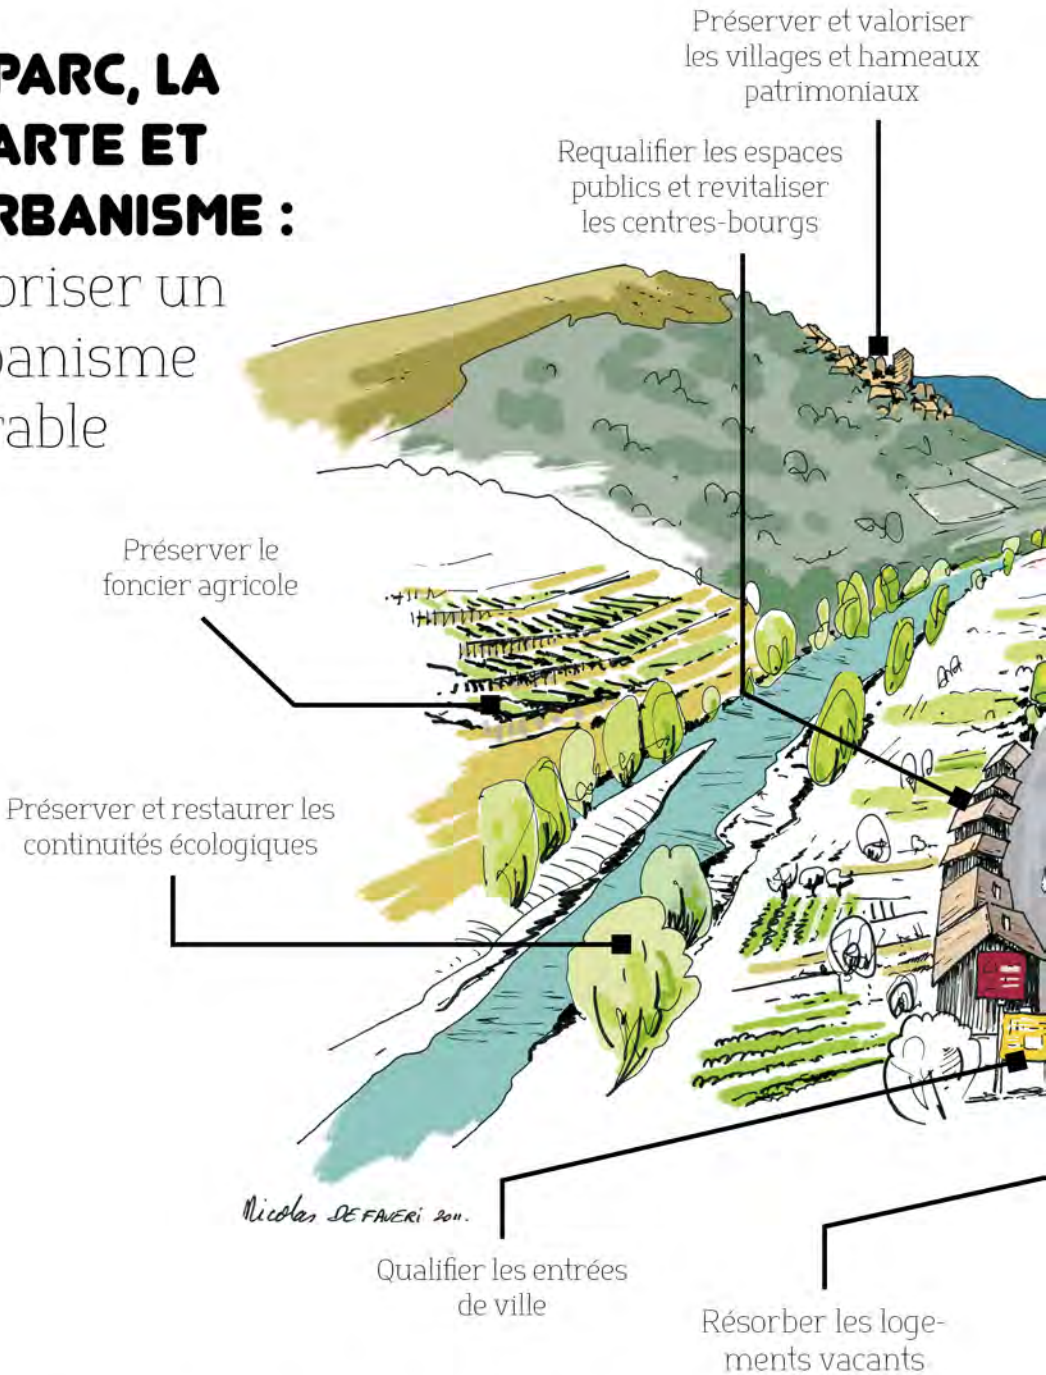 PARC, LA
ARTE ET
RBANISME :
oriser un
banisme
rable
Préserver et valoriser
les villages et hameaux
patrimoniaux
Requalifier les espaces
publics et revitaliser
les centres-bourgs
Préserver le
foncier agricole
Préserver et restaurer les
continuités écologiques
Nicolas DE FAVERI 2011.
Qualifier les entrées
de ville
Résorber les loge-
ments vacants